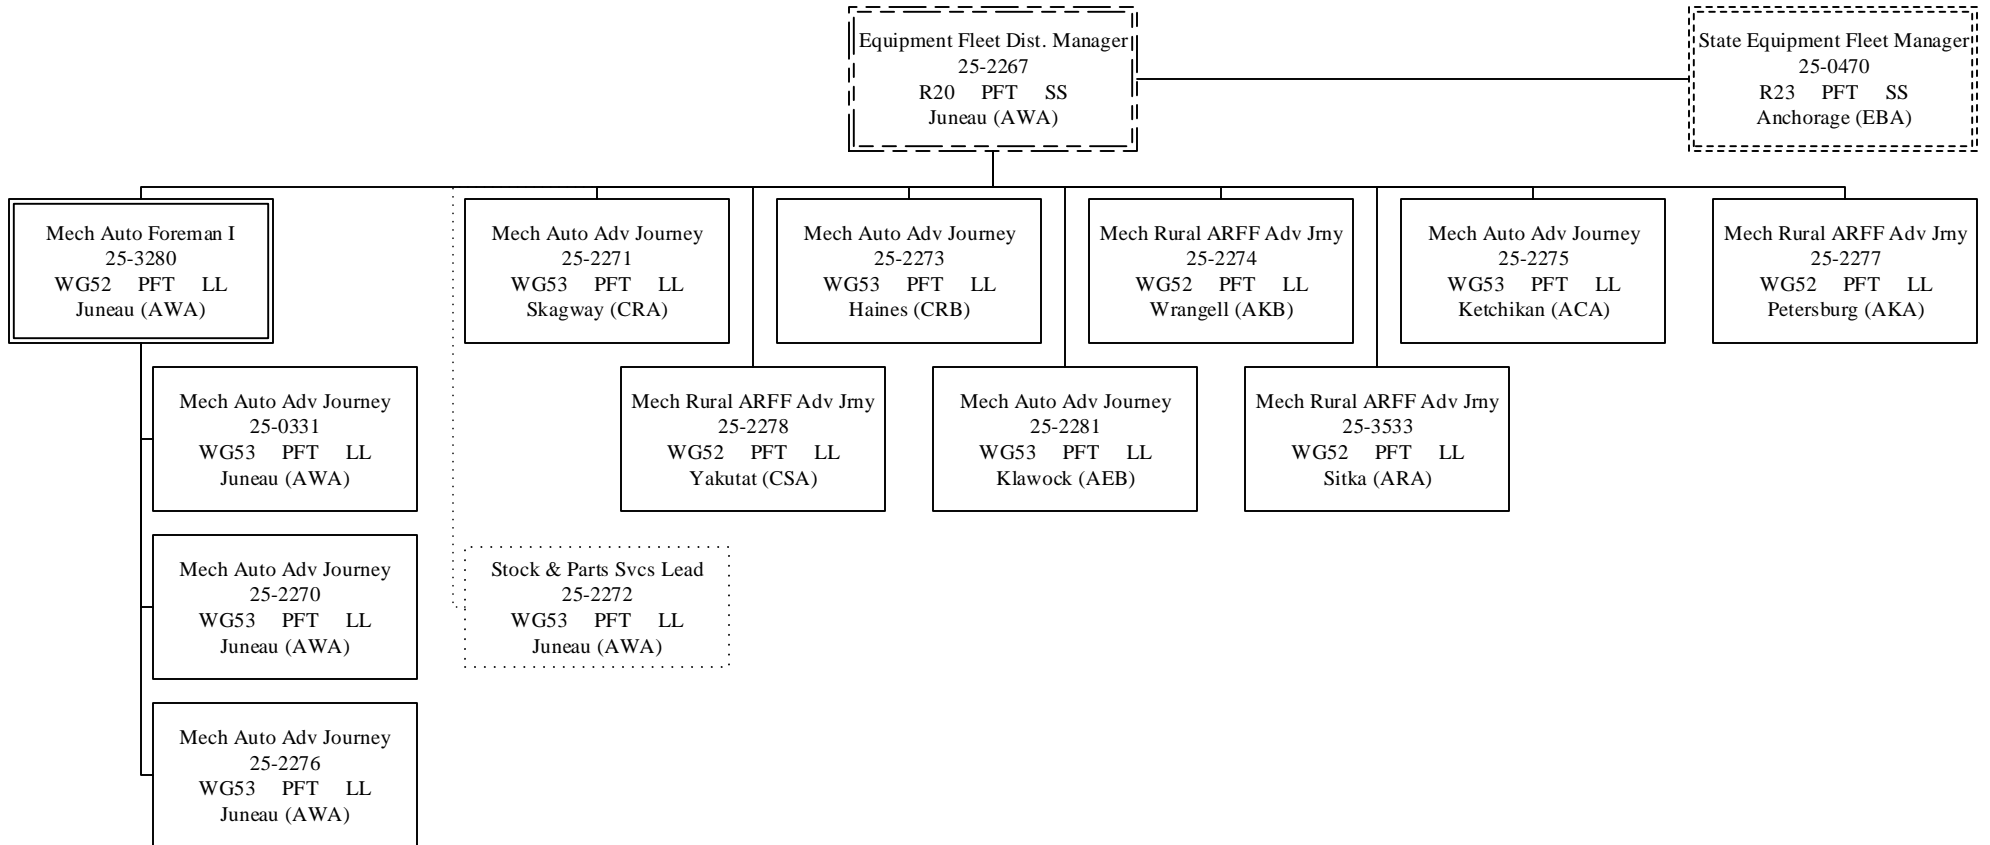 Equipment Fleet Dist. Manager
25-2267
R20 PFT SS
Juneau (AWA)
State Equipment Fleet Manager
25-0470
R23 PFT SS
Anchorage (EBA)
Mech Auto Foreman I
25-3280
WG52 PFT LL
Juneau (AWA)
Mech Auto Adv Journey
25-2271
WG53 PFT LL
Skagway (CRA)
Mech Auto Adv Journey
25-2273
WG53 PFT LL
Haines (CRB)
Mech Rural ARFF Adv Jrny
25-2274
WG52 PFT LL
Wrangell (AKB)
Mech Auto Adv Journey
25-2275
WG53 PFT LL
Ketchikan (ACA)
Mech Rural ARFF Adv Jrny
25-2277
WG52 PFT LL
Petersburg (AKA)
Mech Auto Adv Journey
25-0331
WG53 PFT LL
Juneau (AWA)
Mech Rural ARFF Adv Jrny
25-2278
WG52 PFT LL
Yakutat (CSA)
Mech Auto Adv Journey
25-2281
WG53 PFT LL
Klawock (AEB)
Mech Rural ARFF Adv Jrny
25-3533
WG52 PFT LL
Sitka (ARA)
Mech Auto Adv Journey
25-2270
WG53 PFT LL
Juneau (AWA)
Stock & Parts Svcs Lead
25-2272
WG53 PFT LL
Juneau (AWA)
Mech Auto Adv Journey
25-2276
WG53 PFT LL
Juneau (AWA)